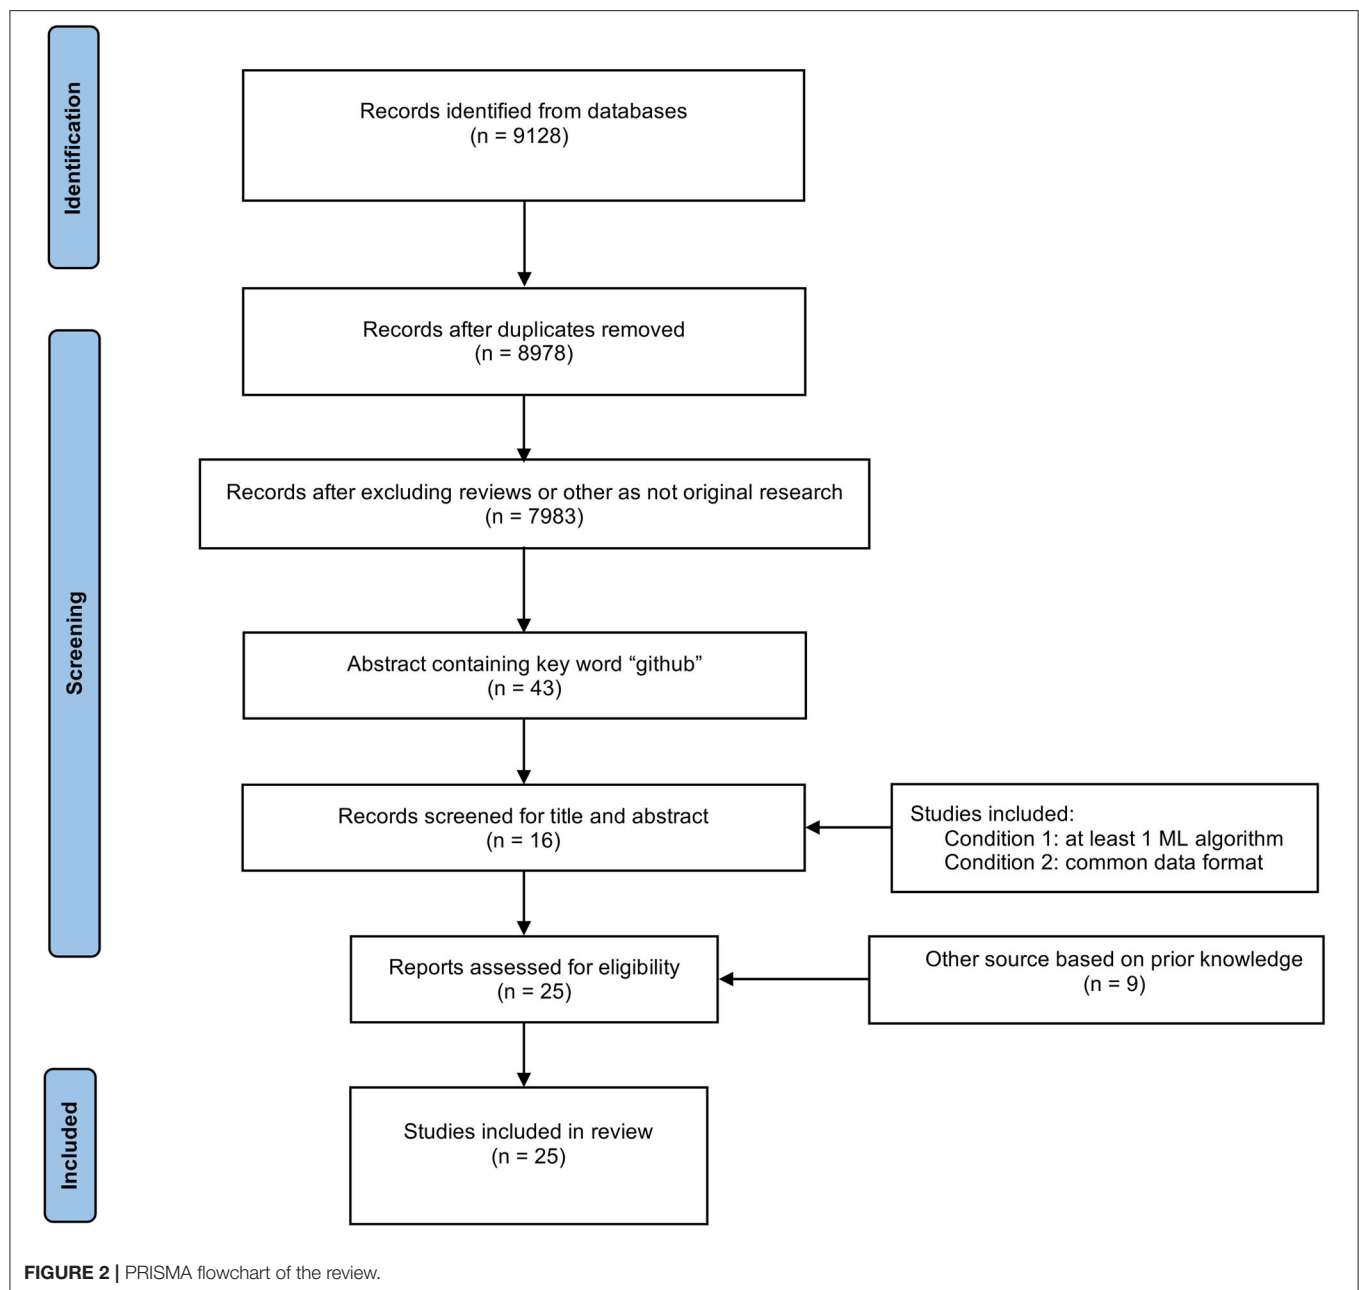 Identification
Records identified from databases
(n = 9128)
Records after duplicates removed
(n = 8978)
Screening
Records after excluding reviews or other as not original research
(n = 7983)
Abstract containing key word “github”
(n = 43)
Records screened for title and abstract
(n = 16)
Studies included:
Condition 1: at least 1 ML algorithm
Condition 2: common data format
Reports assessed for eligibility
(n = 25)
Other source based on prior knowledge
(n = 9)
Included
Studies included in review
(n = 25)
FIGURE 2 | PRISMA flowchart of the review.